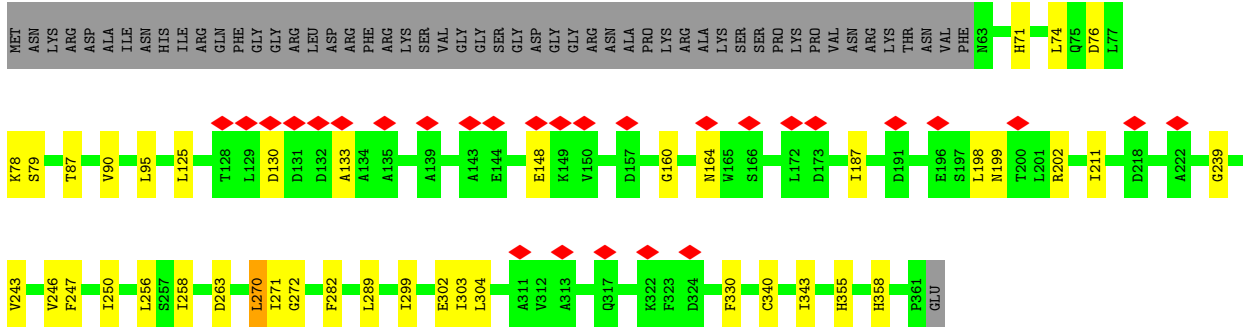 MET ASN LYS ARG ASP ALA ILE ASN HIS ILE ARG GLN PHE GLY GLY ARG LEU ASP ARG PHE ARG LYS SER VAL GLY GLY SER GLY ASP GLY GLY ARG ASN ALA PRO LYS ARG ALA LYS SER SER PRO LYS PRO VAL ASN ARG LYS THR ASN VAL PHE N63 H71 L74 Q75 D76 L77
K78 S79 T87 V90 L95 L125 T128 L129 D130 D131 D132 A133 A134 A135 A139 A143 E144 E148 K149 V150 D157 G160 N164 W165 S166 L172 D173 I187 D191 E196 S197 L198 N199 T200 L201 R202 I211 D218 A222 G239
V243 V246 F247 I250 L256 S257 I258 D263 L270 I271 G272 F282 L289 I299 E302 I303 L304 A311 V312 A313 Q317 K322 F323 D324 F330 C340 I343 H355 H358 P361 GLU